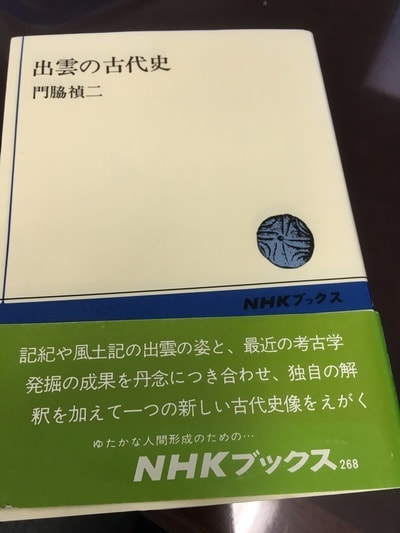 出雲の古代史
門脇禎二
NHKブックス
記紀や風土記の出雲の姿と、最近の考古学
発掘の成果を丹念につき合わせ、独自の解
釈を加えて一つの新しい古代史像をえがく
ゆたかな人間形成のための…
NHKブックス268